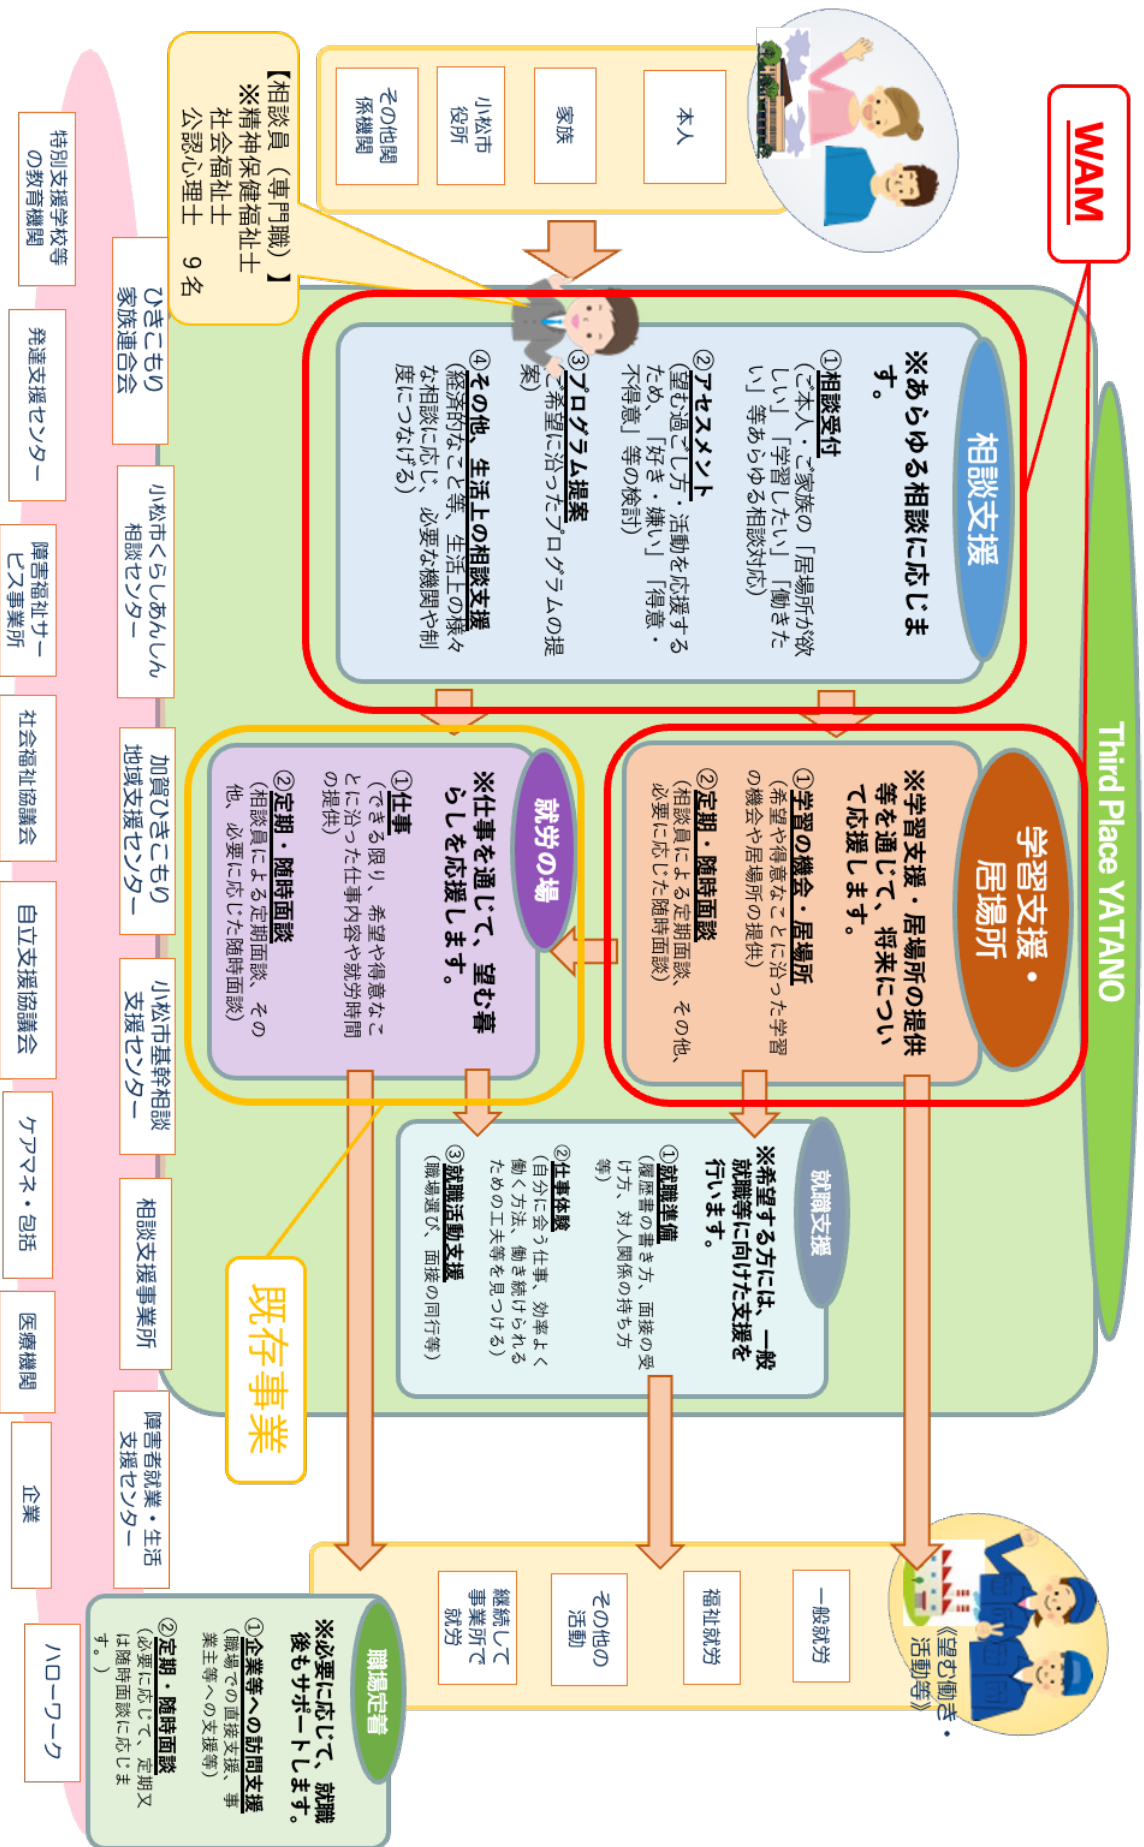 Third Place YATANO
WAM
本人
家族
小松市
役所
その他関
係機関
【相談員（専門職）】
※精神保健福祉士
社会福祉士
公認心理士　９名
相談支援
※あらゆる相談に応じま
す。
①相談受付
（ご本人・ご家族の「居場所が欲
しい」「学習したい」「働きた
い」等あらゆる相談対応）
②アセスメント
（望む過ごし方・活動を応援する
ため、「好き・嫌い」「得意・
不得意」等の検討）
③プログラム提案
ご希望に沿ったプログラムの提
案）
④その他、生活上の相談支援
（経済的なこと等、生活上の様々
な相談に応じ、必要な機関や制
度につなげる）
学習支援・
居場所
※学習支援・居場所の提供
等を通じて、将来につい
て応援します。
①学習の機会・居場所
（希望や得意なことに沿った学習
の機会や居場所の提供）
②定期・随時面談
（相談員による定期面談、その他、
必要に応じた随時面談）
就労の場
※仕事を通じて、望む暮
らしを応援します。
①仕事
（できる限り、希望や得意なこ
とに沿った仕事内容や就労時間
の提供）
②定期・随時面談
（相談員による定期面談、その
他、必要に応じた随時面談）
就職支援
※希望する方には、一般
就職等に向けた支援を
行います。
①就職準備
（履歴書の書き方、面接の受
け方、対人関係の持ち方
等）
②仕事体験
（自分に会う仕事、効率よく
働く方法、働き続けられる
ための工夫等を見つける）
③就職活動支援
（職場選び、面接の同行等）
既存事業
《望む働き・
活動等》
一般就労
福祉就労
その他の
活動
継続して
事業所で
就労
職場定着
※必要に応じて、就職
後もサポートします。
①企業等への訪問支援
（職場での直接支援、事
業主等への支援等）
②定期・随時面談
（必要に応じて、定期又
は随時面談に応じま
す。）
ひきこもり
家族連合会
小松市くらしあんしん
相談センター
加賀ひきこもり
地域支援センター
小松市基幹相談
支援センター
相談支援事業所
障害者就業・生活
支援センター
特別支援学校等
の教育機関
発達支援センター
障害福祉サー
ビス事業所
社会福祉協議会
自立支援協議会
ケアマネ・包括
医療機関
企業
ハローワーク